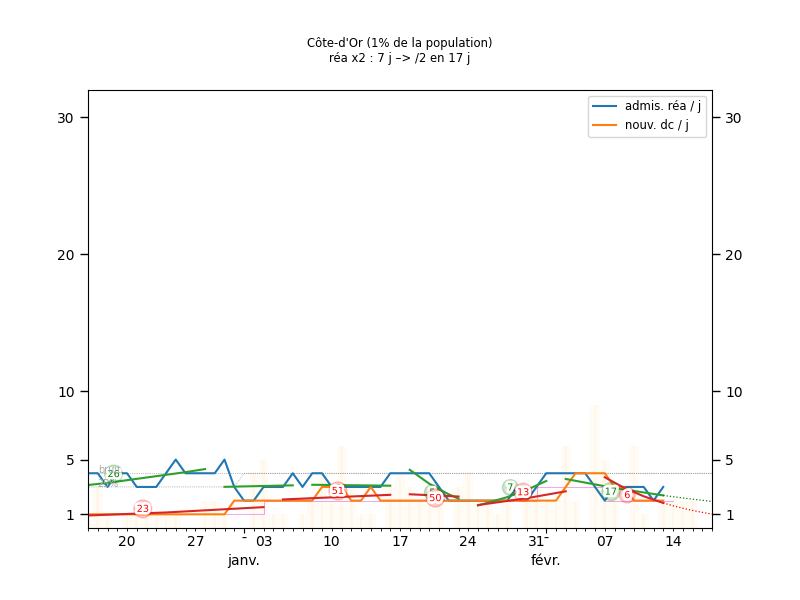 Côte-d'Or (1% de la population)
réa x2 : 7 j –> /2 en 17 j
admis. réa / j
nouv. dc / j
30 30
20 20
10 10
5 5
1 1
26
23
51
50
7
13
17
6
20 27 - 03 10 17 24 31- 07 14
janv. févr.